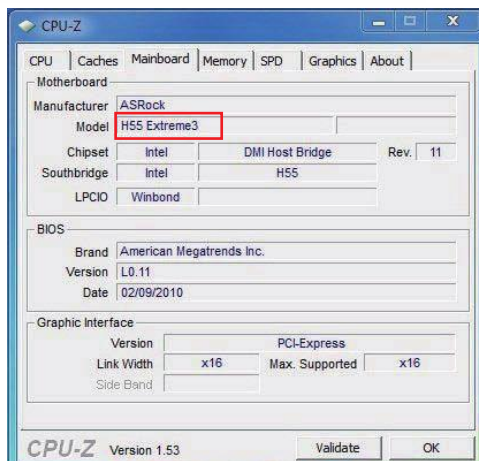 CPU-Z
CPU Caches Mainboard Memory SPD Graphics About
Motherboard
Manufacturer ASRock
Model H55 Extreme3
Chipset Intel DMI Host Bridge Rev. 11
Southbridge Intel H55
LPCIO Winbond
BIOS
Brand American Megatrends Inc.
Version L0.11
Date 02/09/2010
Graphic Interface
Version PCI-Express
Link Width x16 Max. Supported x16
Side Band
CPU-Z Version 1.53 Validate OK